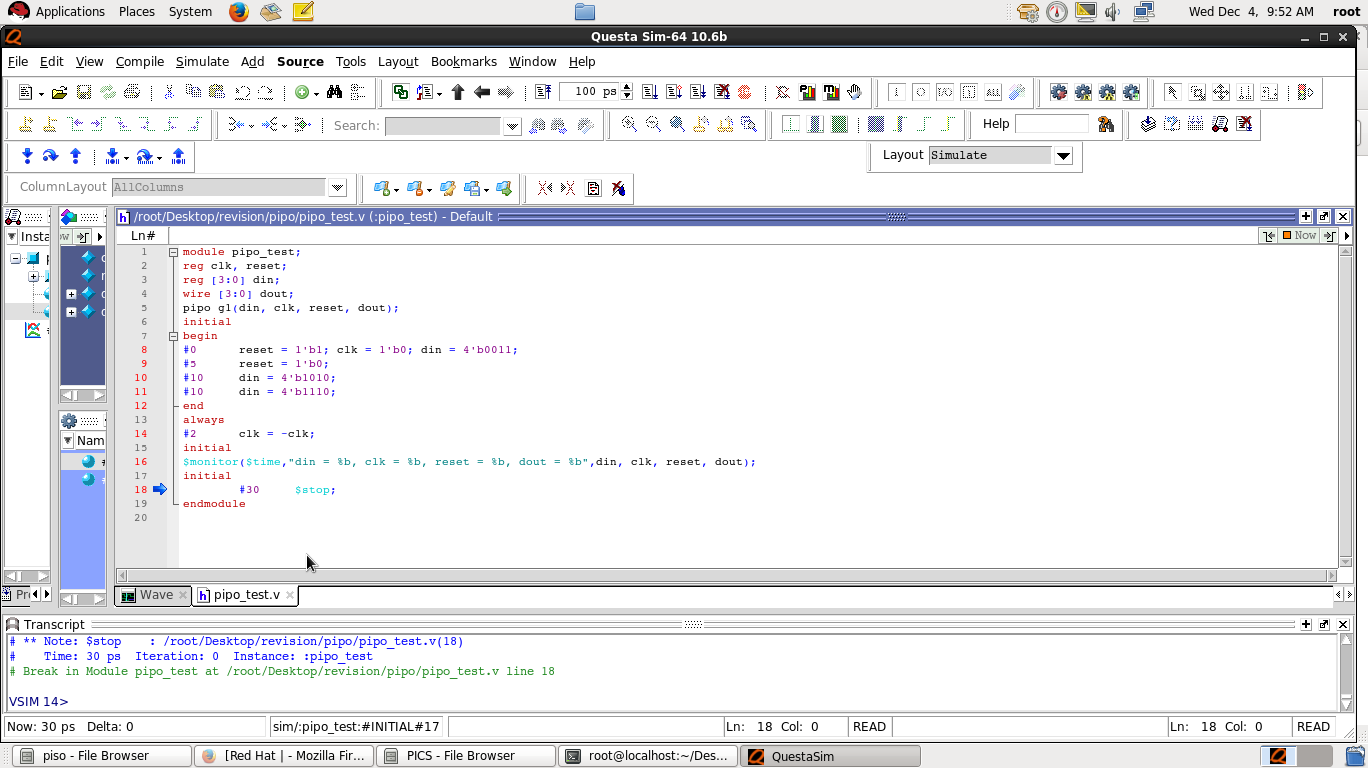 Applications Places System Wed Dec 4, 9:52 AM root
Questa Sim-64 10.6b
File Edit View Compile Simulate Add Source Tools Layout Bookmarks Window Help
100 ps ALL
Search: Help
Layout Simulate
ColumnLayout AllColumns
/root/Desktop/revision/pipo/pipo_test.v (:pipo_test) - Default
Insta Ln# Now
1 module pipo_test;
2 reg clk, reset;
3 reg [3:0] din;
4 wire [3:0] dout;
5 pipo g1(din, clk, reset, dout);
6 initial
7 begin
8 #0 reset = 1'b1; clk = 1'b0; din = 4'b0011;
9 #5 reset = 1'b0;
10 #10 din = 4'b1010;
11 #10 din = 4'b1110;
12 end
13 always
14 #2 clk = ~clk;
15 initial
16 $monitor($time,"din = %b, clk = %b, reset = %b, dout = %b",din, clk, reset, dout);
17 initial
18 #30 $stop;
19 endmodule
20
Nam
Pr Wave pipo_test.v
Transcript
# ** Note: $stop : /root/Desktop/revision/pipo/pipo_test.v(18)
# Time: 30 ps Iteration: 0 Instance: :pipo_test
# Break in Module pipo_test at /root/Desktop/revision/pipo/pipo_test.v line 18
VSIM 14>
Now: 30 ps Delta: 0 sim/:pipo_test:#INITIAL#17 Ln: 18 Col: 0 READ Ln: 18 Col: 0 READ
piso - File Browser [Red Hat | - Mozilla Fir... PICS - File Browser root@localhost:~/Des... QuestaSim